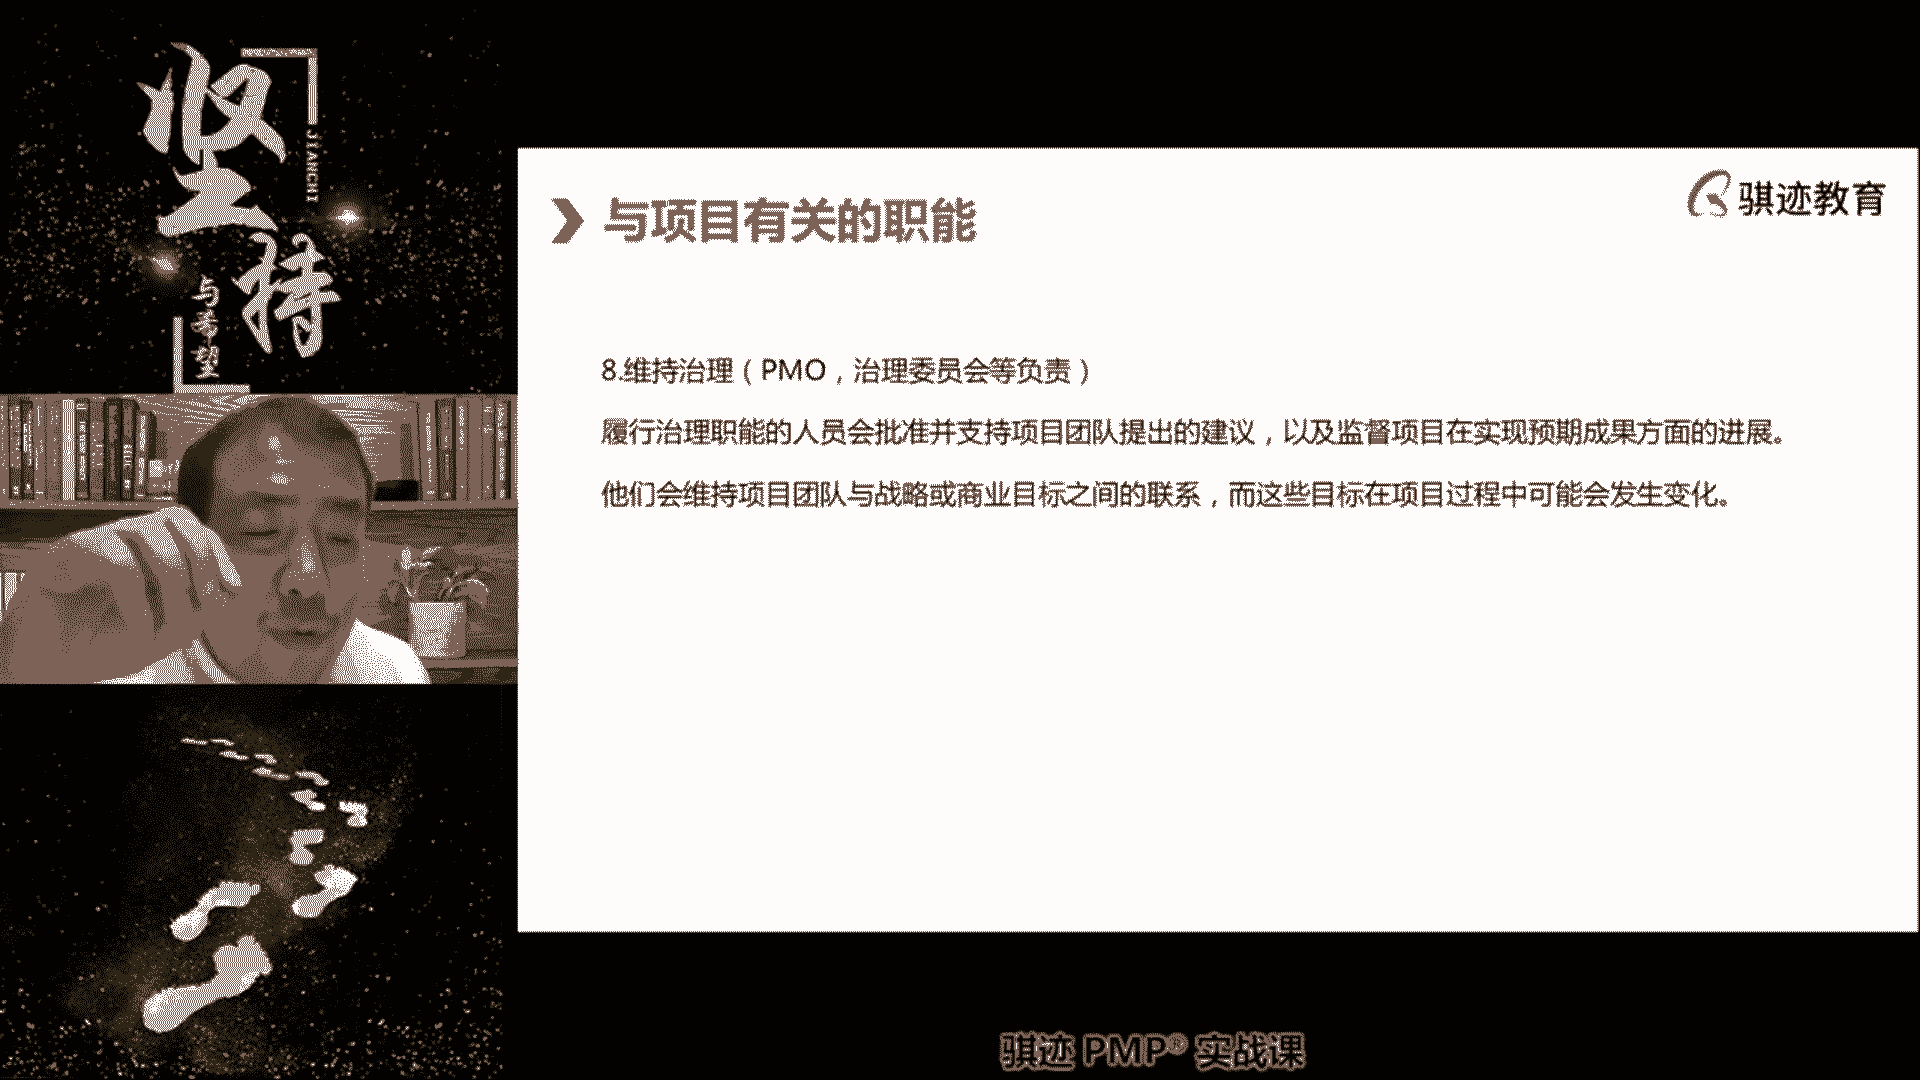 坚持
JIANCHI
与希望
骐迹教育
与项目有关的职能
8.维持治理（PMO，治理委员会等负责）
履行治理职能的人员会批准并支持项目团队提出的建议，以及监督项目在实现预期成果方面的进展。
他们会维持项目团队与战略或商业目标之间的联系，而这些目标在项目过程中可能会发生变化。
骐迹 PMP® 实战课